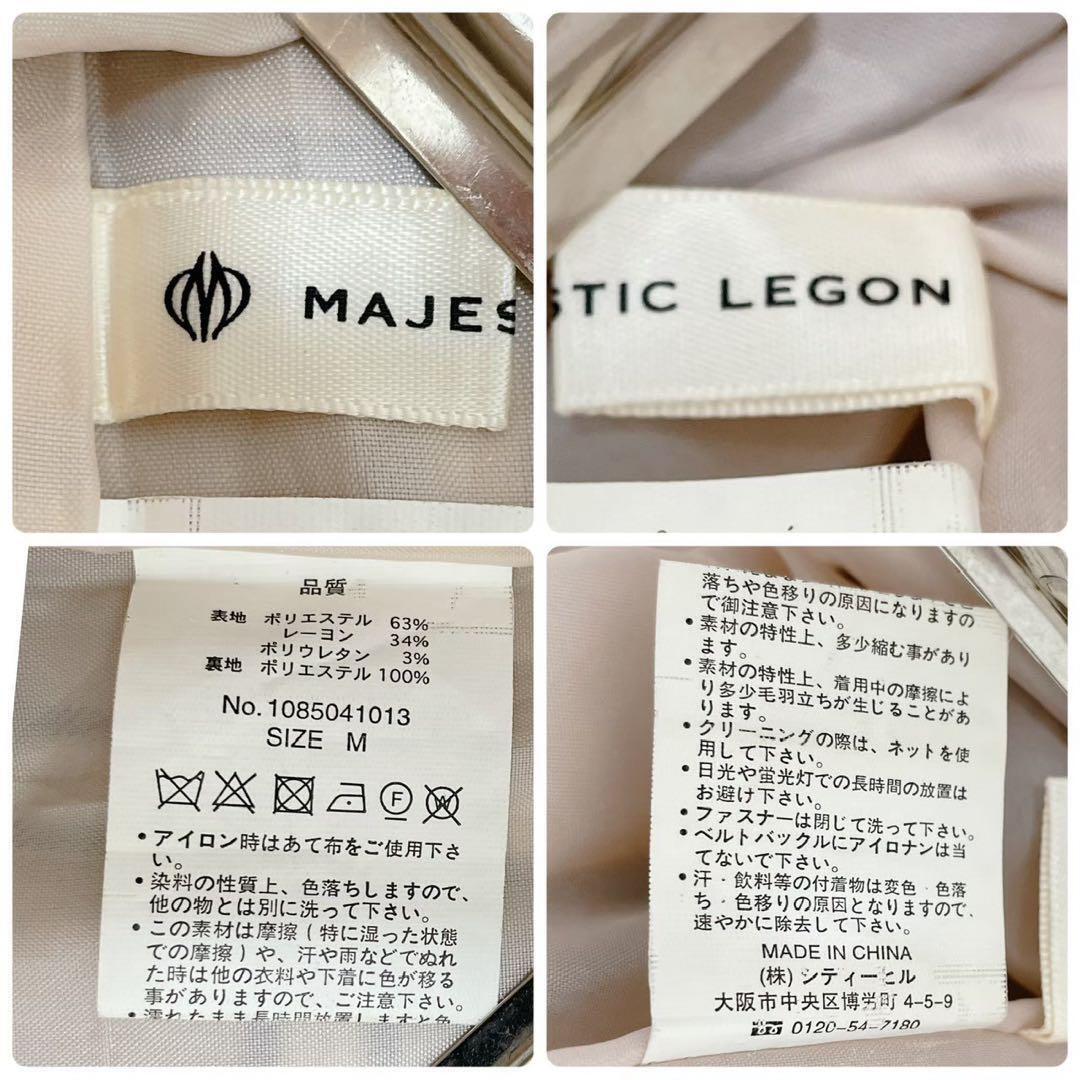 MAJES
STIC LEGON
品質
表地 ポリエステル 63%
レーヨン 34%
ポリウレタン 3%
裏地 ポリエステル 100%
No.1085041013
SIZE M
F W
• アイロン時はあて布をご使用下さ
い。
• 染料の性質上、色落ちしますので、
他の物とは別に洗って下さい。
• この素材は摩擦(特に湿った状態
での摩擦)や、汗や雨などでぬれ
た時は他の衣料や下着に色が移る
事がありますので、ご注意下さい。
• 濡れたまま長時間放置しますと色
落ちや色移りの原因になりますの
で御注意下さい。
• 素材の特性上、多少縮む事があり
ます。
• 素材の特性上、着用中の摩擦によ
り多少毛羽立ちが生じることがあ
ります。
• クリーニングの際は、ネットを使
用して下さい。
• 日光や蛍光灯での長時間の放置は
お避け下さい。
• ファスナーは閉じて洗って下さい。
• ベルトバックルにアイロナンは当
てないで下さい。
• 汗・飲料等の付着物は変色・色落
ち・色移りの原因となりますので、
速やかに除去して下さい。
MADE IN CHINA
(株) シティーヒル
大阪市中央区博労町 4-5-9
0120-54-7180